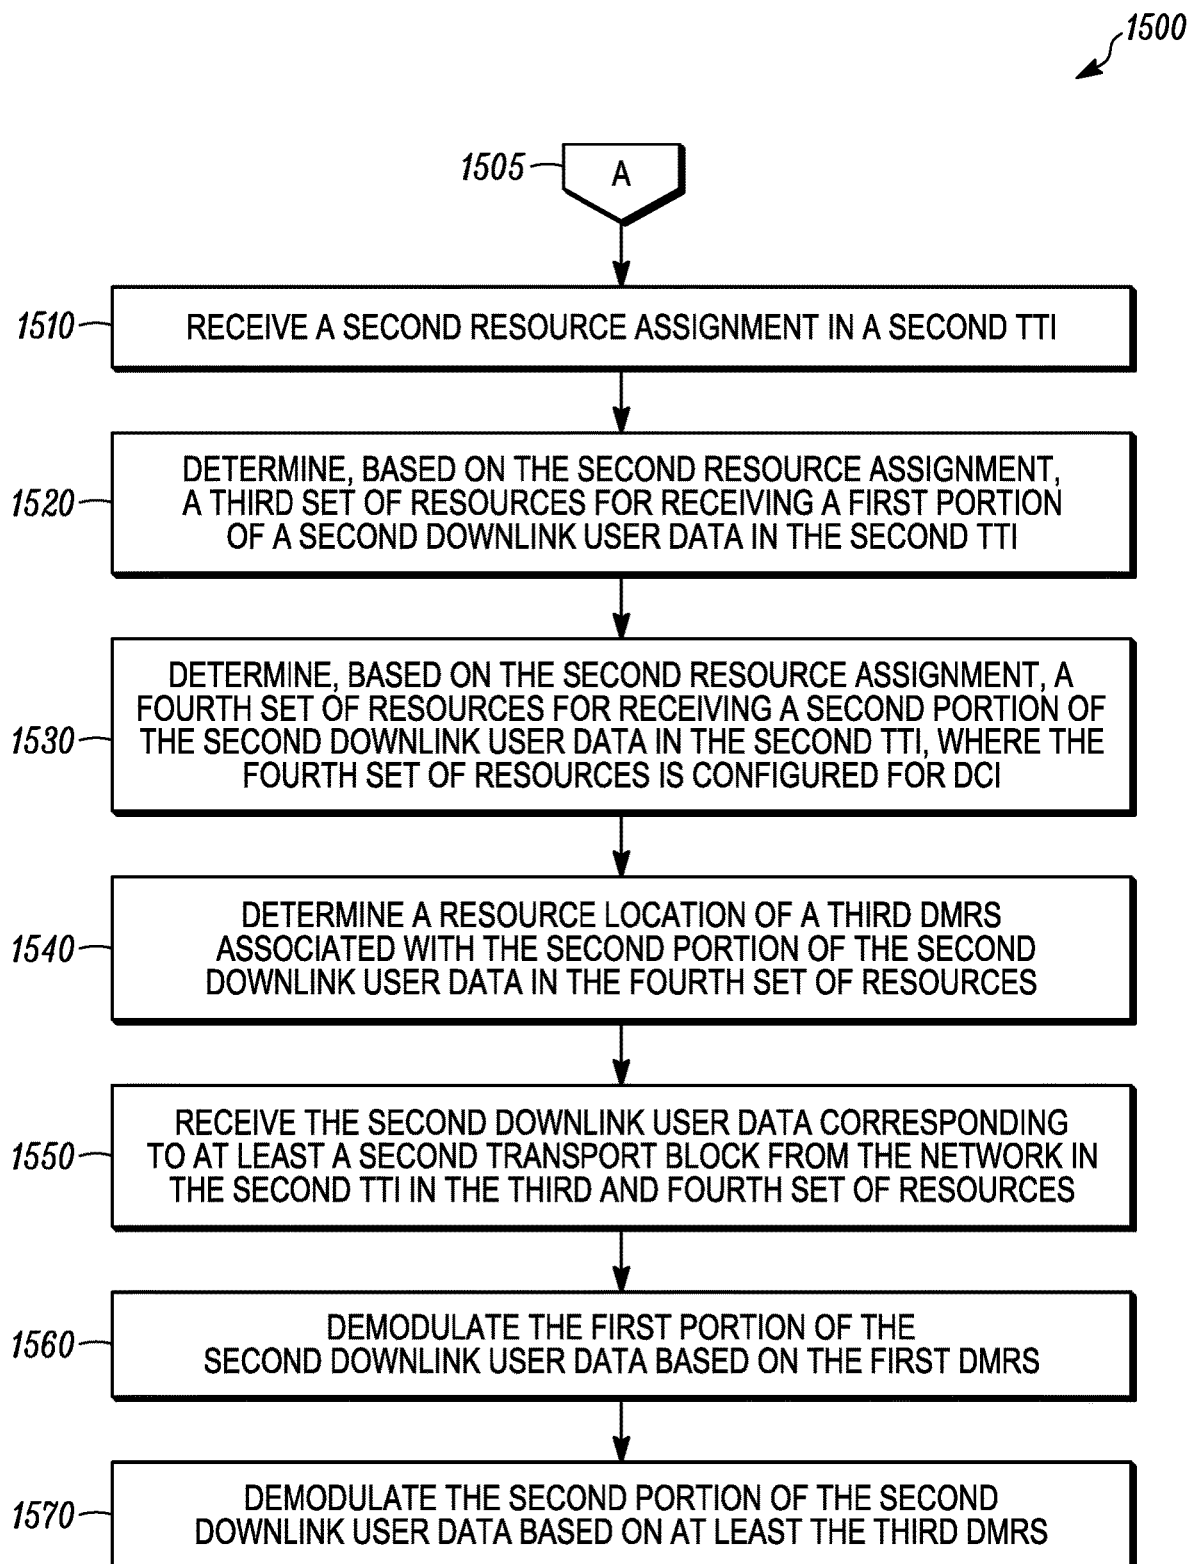 1500
1505
A
1510
RECEIVE A SECOND RESOURCE ASSIGNMENT IN A SECOND TTI
1520
DETERMINE, BASED ON THE SECOND RESOURCE ASSIGNMENT,
A THIRD SET OF RESOURCES FOR RECEIVING A FIRST PORTION
OF A SECOND DOWNLINK USER DATA IN THE SECOND TTI
1530
DETERMINE, BASED ON THE SECOND RESOURCE ASSIGNMENT, A
FOURTH SET OF RESOURCES FOR RECEIVING A SECOND PORTION OF
THE SECOND DOWNLINK USER DATA IN THE SECOND TTI, WHERE THE
FOURTH SET OF RESOURCES IS CONFIGURED FOR DCI
1540
DETERMINE A RESOURCE LOCATION OF A THIRD DMRS
ASSOCIATED WITH THE SECOND PORTION OF THE SECOND
DOWNLINK USER DATA IN THE FOURTH SET OF RESOURCES
1550
RECEIVE THE SECOND DOWNLINK USER DATA CORRESPONDING
TO AT LEAST A SECOND TRANSPORT BLOCK FROM THE NETWORK IN
THE SECOND TTI IN THE THIRD AND FOURTH SET OF RESOURCES
1560
DEMODULATE THE FIRST PORTION OF THE
SECOND DOWNLINK USER DATA BASED ON THE FIRST DMRS
1570
DEMODULATE THE SECOND PORTION OF THE SECOND
DOWNLINK USER DATA BASED ON AT LEAST THE THIRD DMRS